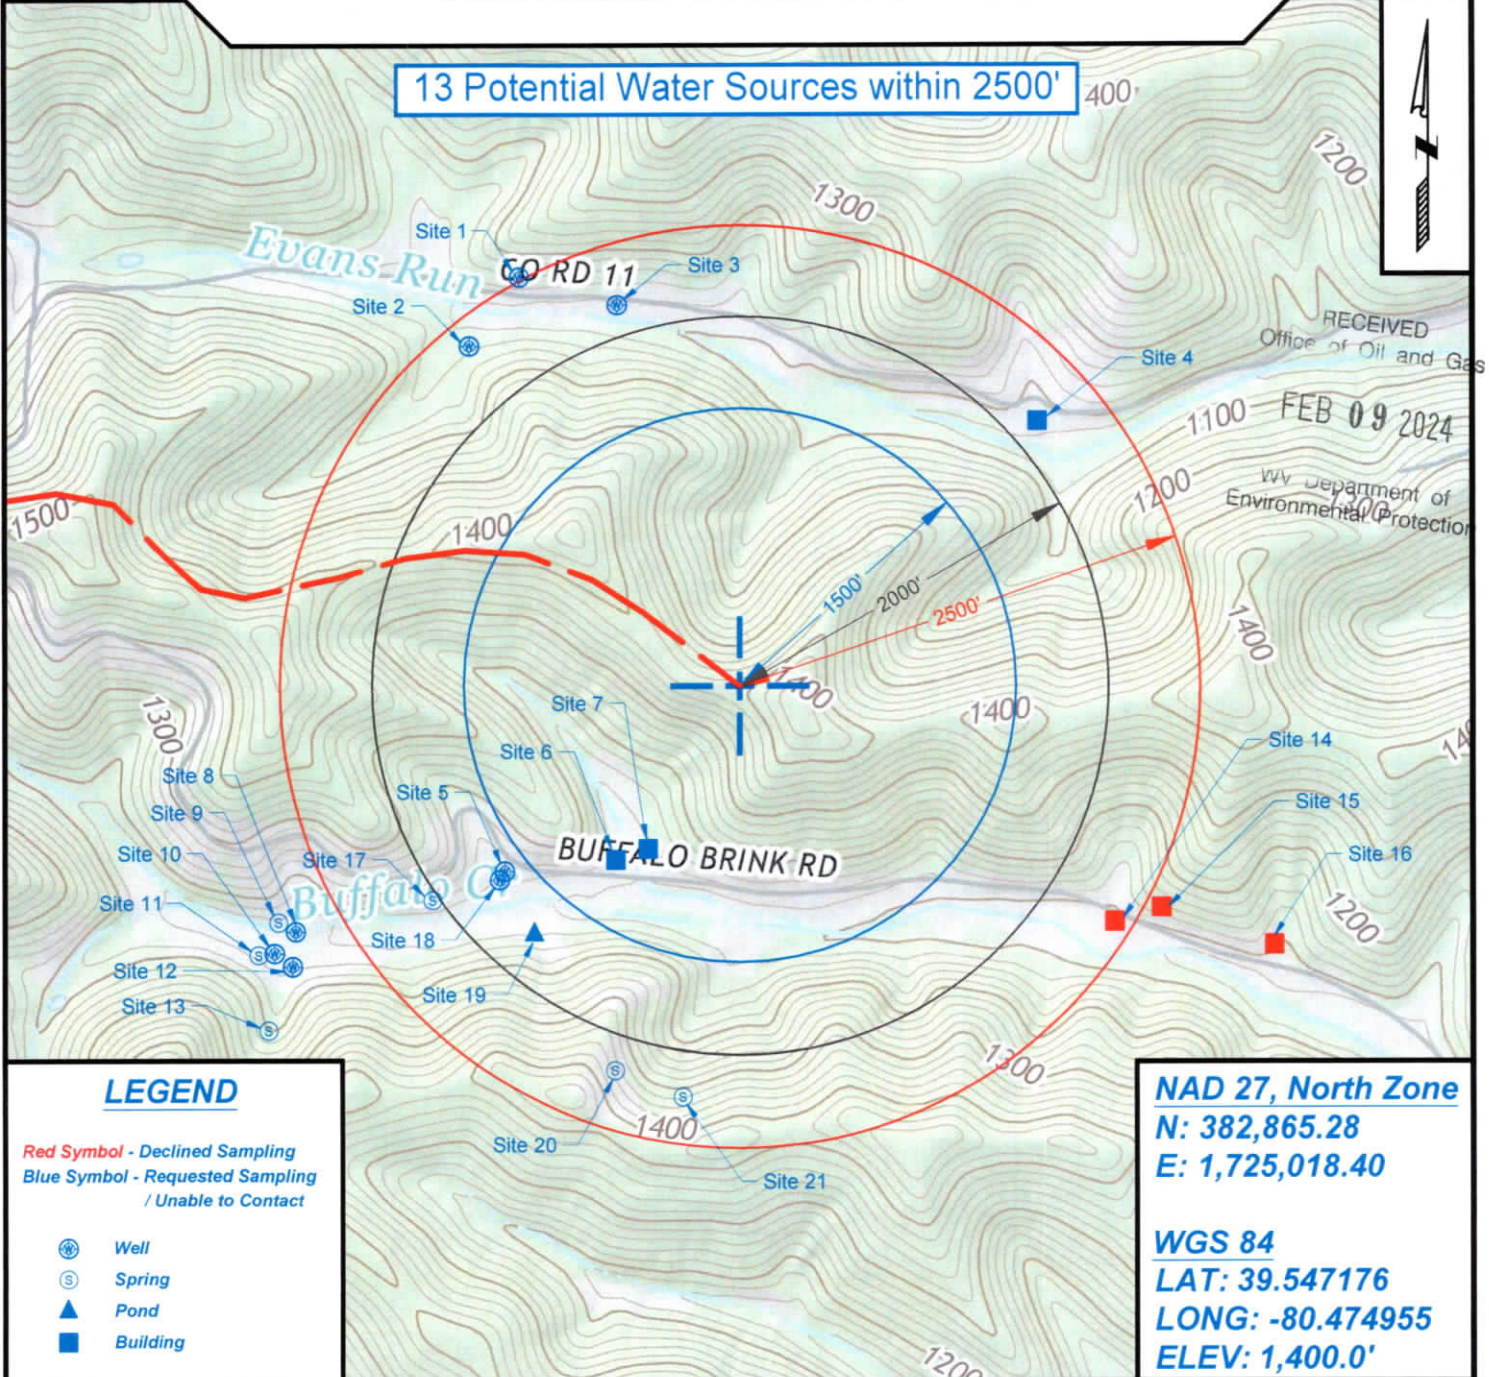 13 Potential Water Sources within 2500'
400
1200
1300
Site 1
Evans Run
CO RD 11
Site 3
Site 2
RECEIVED
Office of Oil and Gas
Site 4
1100
FEB 09 2024
1200
WV Department of
1300
Environmental Protection
1500
1400
1500'
2000'
2500'
1400
1400
1400
1300
Site 7
Site 14
Site 6
Site 8
Site 5
Site 15
Site 9
Site 10
Site 17
BUFFALO BRINK RD
Site 16
Buffalo Cr
Site 11
1200
Site 18
Site 12
Site 19
Site 13
1300
1400
Site 20
Site 21
LEGEND
Red Symbol - Declined Sampling
Blue Symbol - Requested Sampling
/ Unable to Contact
W Well
S Spring
Pond
Building
NAD 27, North Zone
N: 382,865.28
E: 1,725,018.40
WGS 84
LAT: 39.547176
LONG: -80.474955
ELEV: 1,400.0'
1200